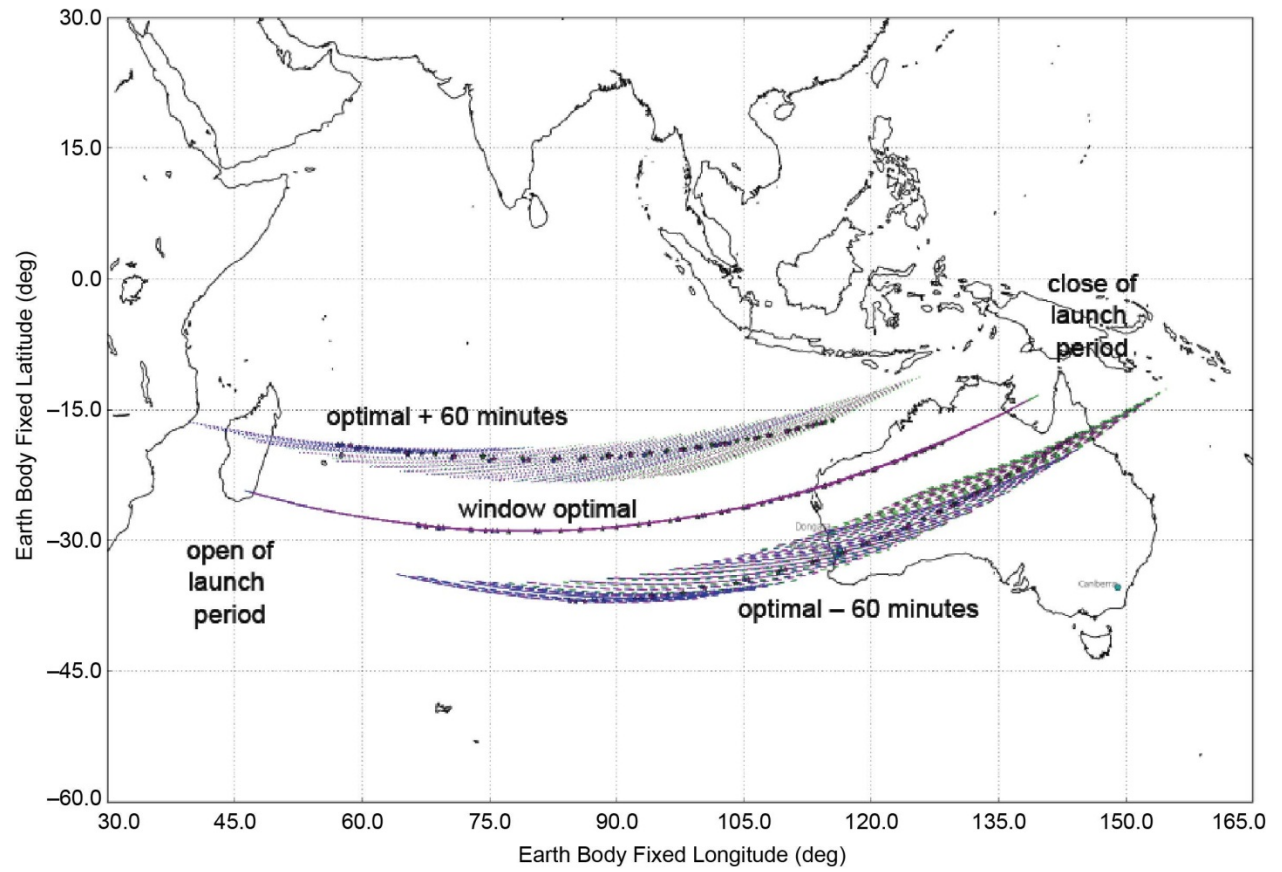 30.0
15.0
0.0
–15.0
–30.0
–45.0
–60.0
Earth Body Fixed Latitude (deg)
close of
launch
period
optimal + 60 minutes
window optimal
open of
launch
period
optimal – 60 minutes
Canberra
30.0 45.0 60.0 75.0 90.0 105.0 120.0 135.0 150.0 165.0
Earth Body Fixed Longitude (deg)